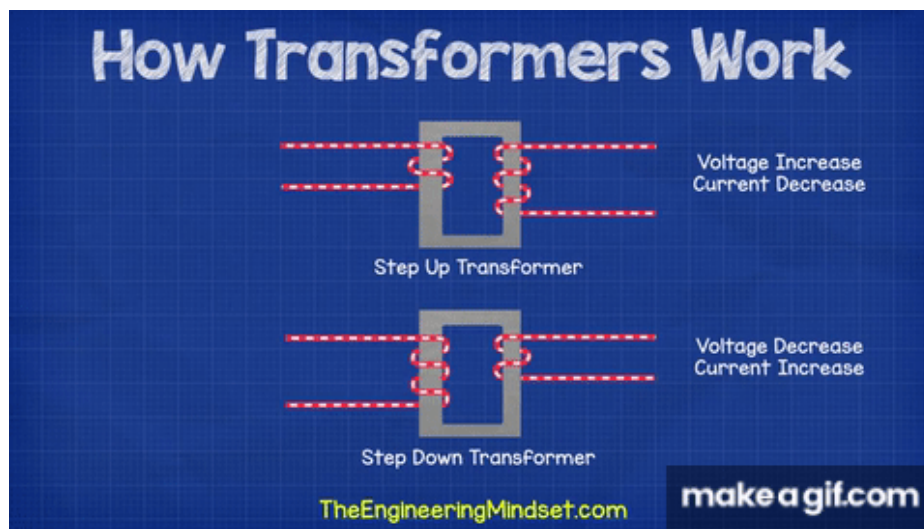 How Transformers Work
Voltage Increase
Current Decrease
Step Up Transformer
Voltage Decrease
Current Increase
Step Down Transformer
TheEngineeringMindset.com
makeagif.com